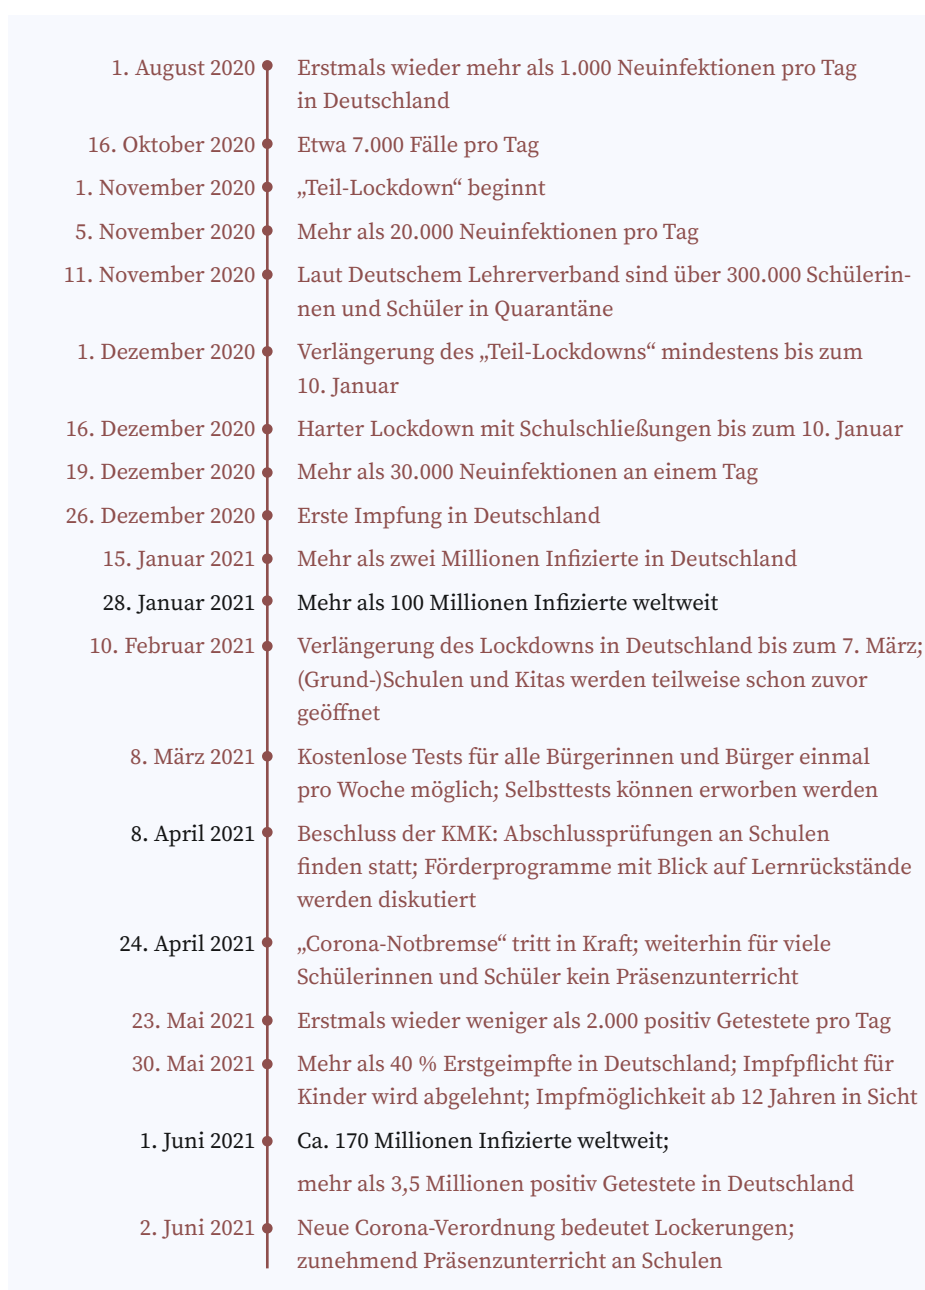 1. August 2020 Erstmals wieder mehr als 1.000 Neuinfektionen pro Tag
in Deutschland
16. Oktober 2020 Etwa 7.000 Fälle pro Tag
1. November 2020 „Teil-Lockdown“ beginnt
5. November 2020 Mehr als 20.000 Neuinfektionen pro Tag
11. November 2020 Laut Deutschem Lehrerverband sind über 300.000 Schülerin-
nen und Schüler in Quarantäne
1. Dezember 2020 Verlängerung des „Teil-Lockdowns“ mindestens bis zum
10. Januar
16. Dezember 2020 Harter Lockdown mit Schulschließungen bis zum 10. Januar
19. Dezember 2020 Mehr als 30.000 Neuinfektionen an einem Tag
26. Dezember 2020 Erste Impfung in Deutschland
15. Januar 2021 Mehr als zwei Millionen Infizierte in Deutschland
28. Januar 2021 Mehr als 100 Millionen Infizierte weltweit
10. Februar 2021 Verlängerung des Lockdowns in Deutschland bis zum 7. März;
(Grund-)Schulen und Kitas werden teilweise schon zuvor
geöffnet
8. März 2021 Kostenlose Tests für alle Bürgerinnen und Bürger einmal
pro Woche möglich; Selbsttests können erworben werden
8. April 2021 Beschluss der KMK: Abschlussprüfungen an Schulen
finden statt; Förderprogramme mit Blick auf Lernrückstände
werden diskutiert
24. April 2021 „Corona-Notbremse“ tritt in Kraft; weiterhin für viele
Schülerinnen und Schüler kein Präsenzunterricht
23. Mai 2021 Erstmals wieder weniger als 2.000 positiv Getestete pro Tag
30. Mai 2021 Mehr als 40 % Erstgeimpfte in Deutschland; Impfpflicht für
Kinder wird abgelehnt; Impfmöglichkeit ab 12 Jahren in Sicht
1. Juni 2021 Ca. 170 Millionen Infizierte weltweit;
mehr als 3,5 Millionen positiv Getestete in Deutschland
2. Juni 2021 Neue Corona-Verordnung bedeutet Lockerungen;
zunehmend Präsenzunterricht an Schulen